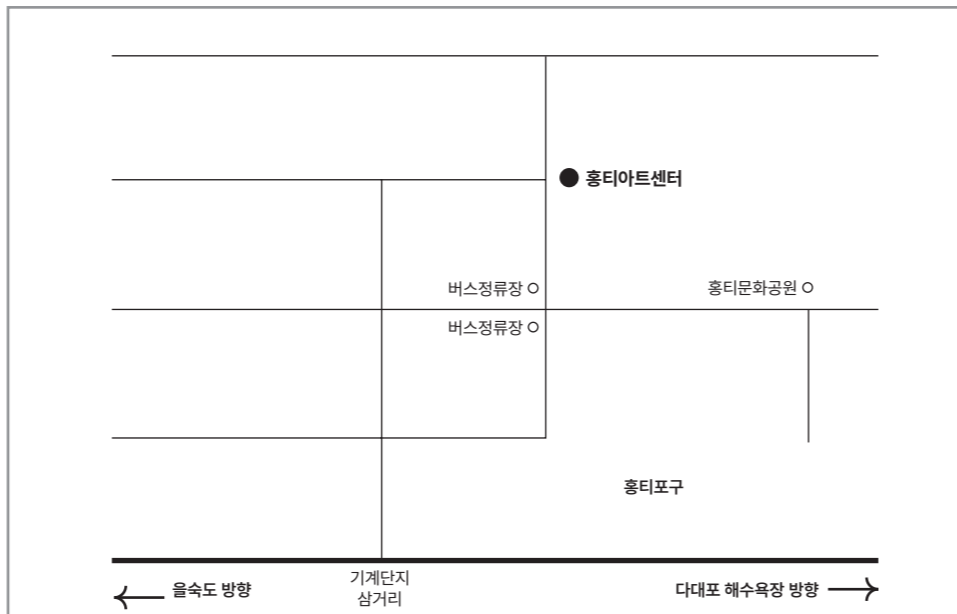 홍티아트센터
버스정류장
홍티문화공원
버스정류장
홍티포구
을숙도 방향
기계단지
삼거리
다대포 해수욕장 방향